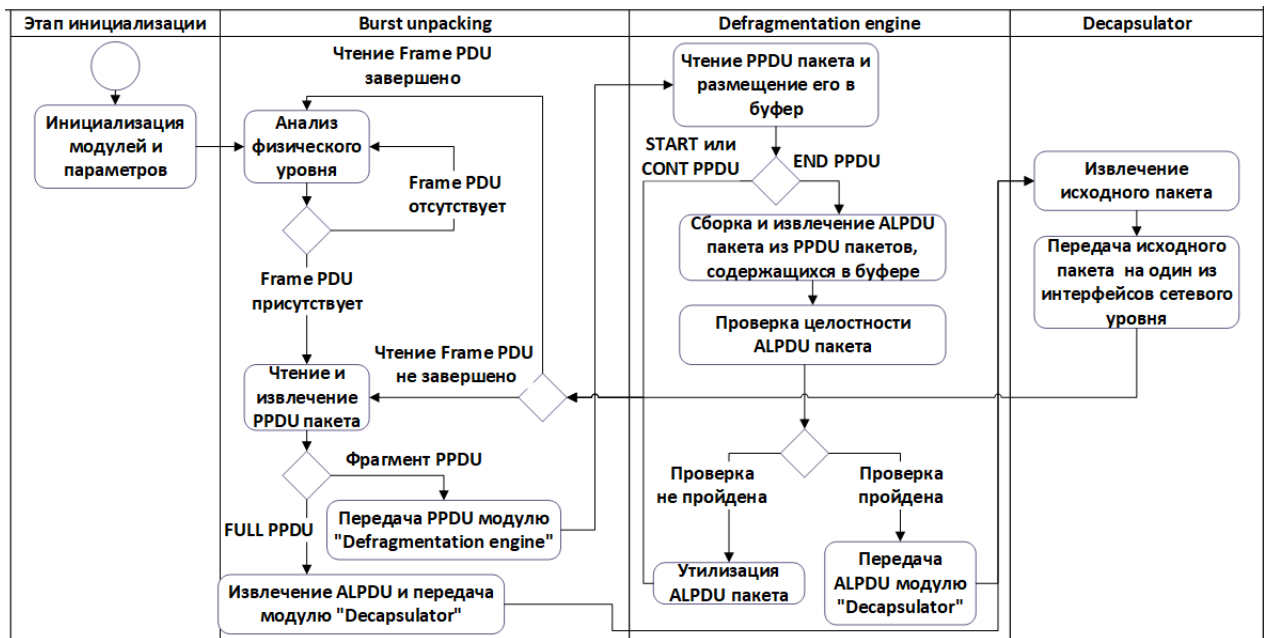 Этап инициализации
Burst unpacking
Defragmentation engine
Decapsulator
Инициализация
модулей и
параметров
Чтение Frame PDU
завершено
Анализ
физического
уровня
Frame PDU
отсутствует
Frame PDU
присутствует
Чтение Frame PDU
не завершено
Чтение и
извлечение
PPDU пакета
Фрагмент PPDU
FULL PPDU
Передача PPDU модулю
"Defragmentation engine"
Извлечение ALPDU и передача
модулю "Decapsulator"
Чтение PPDU пакета и
размещение его в
буфер
START или
CONT PPDU
END PPDU
Сборка и извлечение ALPDU
пакета из PPDU пакетов,
содержащихся в буфере
Проверка целостности
ALPDU пакета
Проверка
не пройдена
Проверка
пройдена
Утилизация
ALPDU пакета
Передача
ALPDU модулю
"Decapsulator"
Извлечение
исходного пакета
Передача исходного
пакета на один из
интерфейсов сетевого
уровня